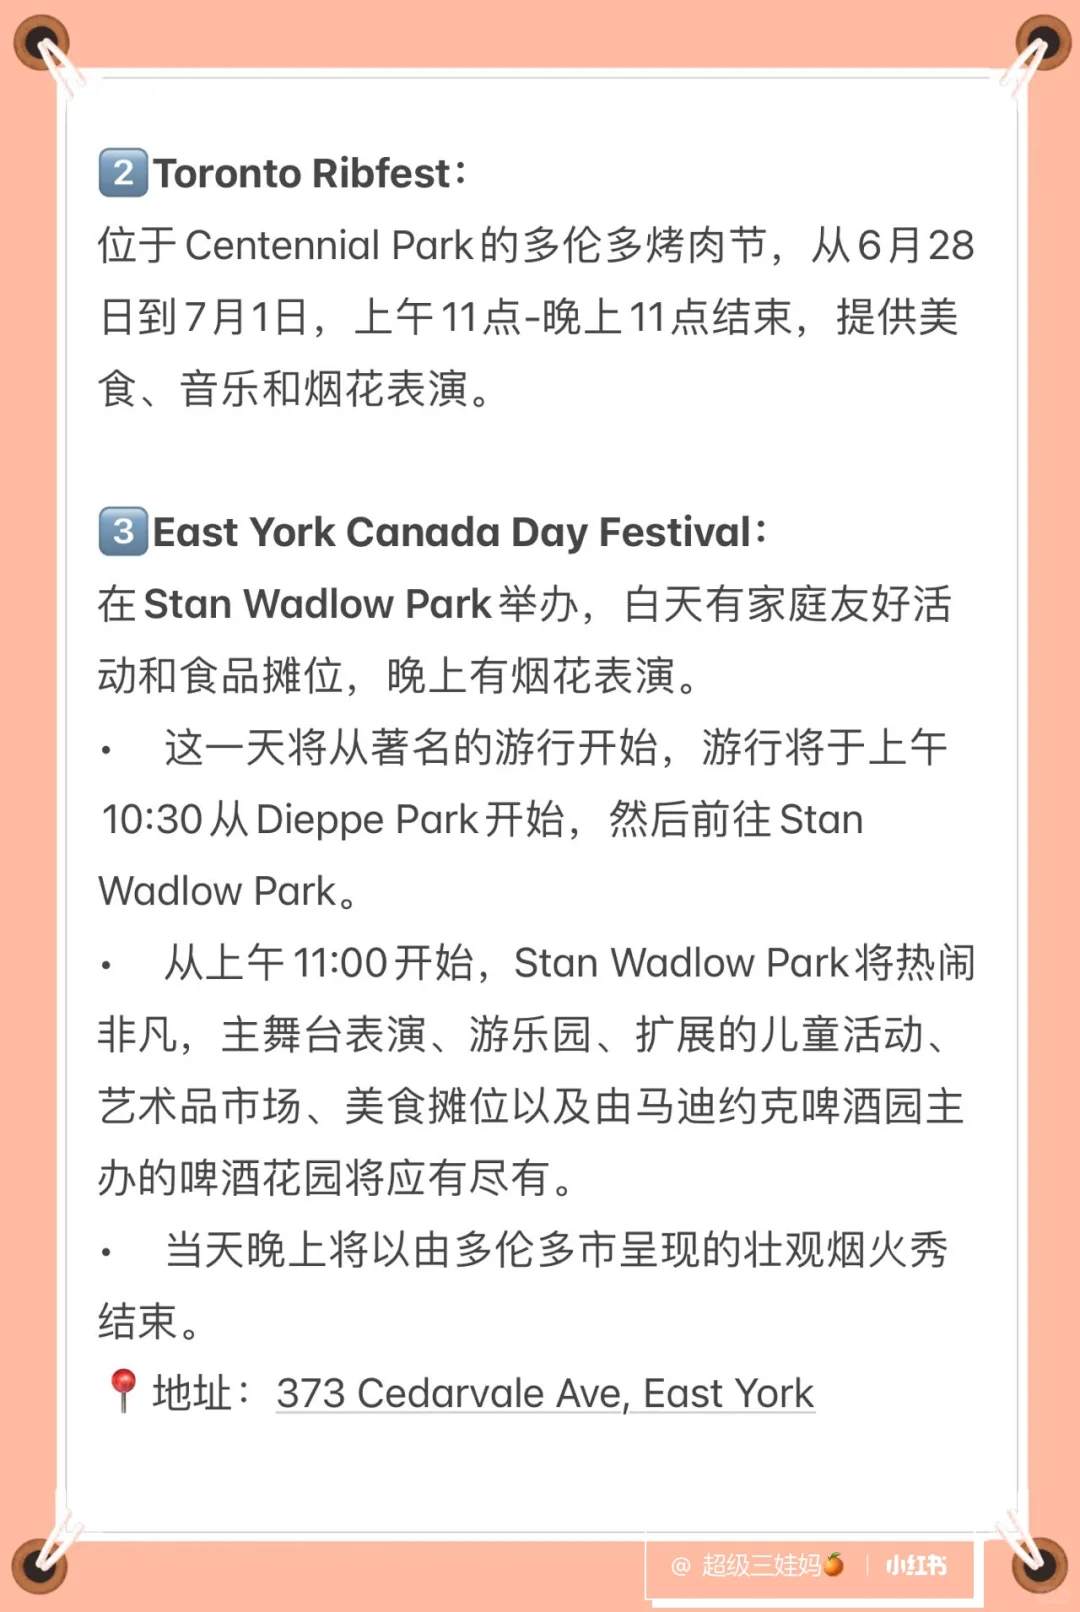 2️⃣Toronto Ribfest：
位于Centennial Park的多伦多烤肉节，从6月28
日到7月1日，上午11点-晚上11点结束，提供美
食、音乐和烟花表演。
3️⃣East York Canada Day Festival：
在Stan Wadlow Park举办，白天有家庭友好活
动和食品摊位，晚上有烟花表演。
• 这一天将从著名的游行开始，游行将于上午
10:30从Dieppe Park开始，然后前往Stan
Wadlow Park。
• 从上午11:00开始，Stan Wadlow Park将热闹
非凡，主舞台表演、游乐园、扩展的儿童活动、
艺术品市场、美食摊位以及由马迪约克啤酒园主
办的啤酒花园将应有尽有。
• 当天晚上将以由多伦多市呈现的壮观烟火秀
结束。
📍地址：373 Cedarvale Ave, East York
@ 超级三娃妈🍊 | 小红书